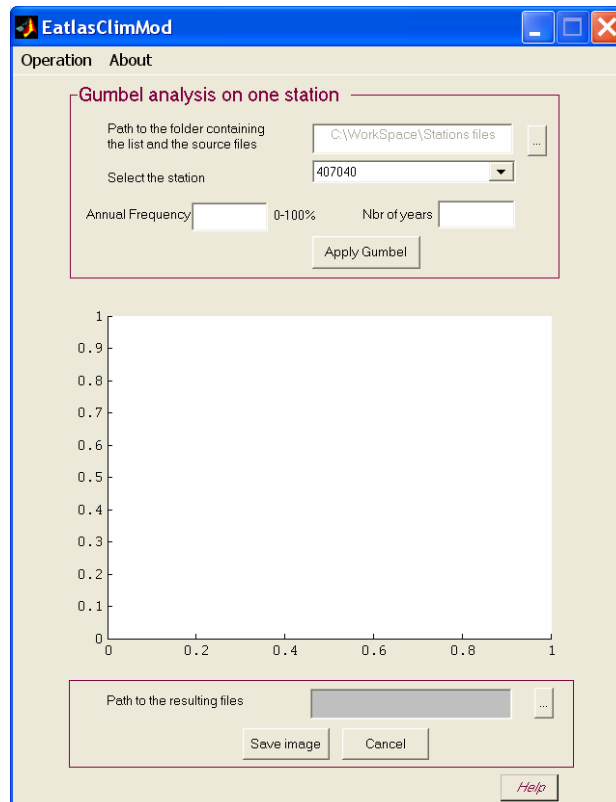 EatlasClimMod
Operation About
Gumbel analysis on one station
Path to the folder containing
the list and the source files
C:\WorkSpace\Stations files
...
Select the station
407040
Annual Frequency
0-100%
Nbr of years
Apply Gumbel
1
0.9
0.8
0.7
0.6
0.5
0.4
0.3
0.2
0.1
0
0 0.2 0.4 0.6 0.8 1
Path to the resulting files
...
Save image
Cancel
Help